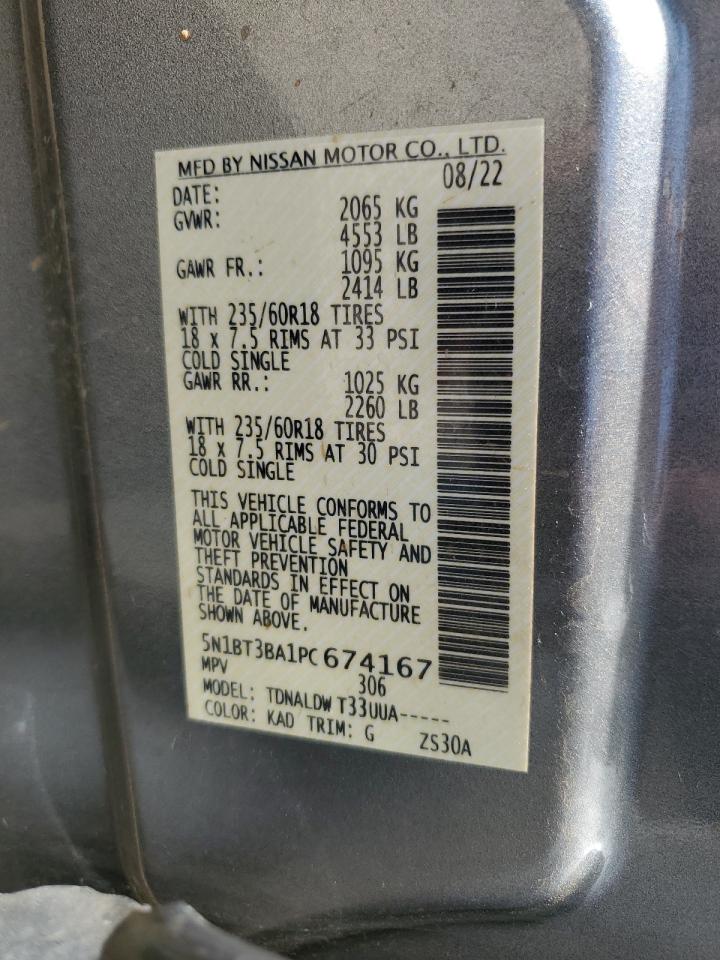 MFD BY NISSAN MOTOR CO., LTD.
DATE: 08/22
GVWR: 2065 KG
4553 LB
GAWR FR.: 1095 KG
2414 LB
WITH 235/60R18 TIRES
18 x 7.5 RIMS AT 33 PSI
COLD SINGLE
GAWR RR.: 1025 KG
2260 LB
WITH 235/60R18 TIRES
18 x 7.5 RIMS AT 30 PSI
COLD SINGLE
THIS VEHICLE CONFORMS TO
ALL APPLICABLE FEDERAL
MOTOR VEHICLE SAFETY AND
THEFT PREVENTION
STANDARDS IN EFFECT ON
THE DATE OF MANUFACTURE
SHOWN ABOVE.
5N1BT3BA1PC674167
MPV 306
MODEL: TDNALDW T33UUA-----
COLOR: KAD TRIM: G ZS30A